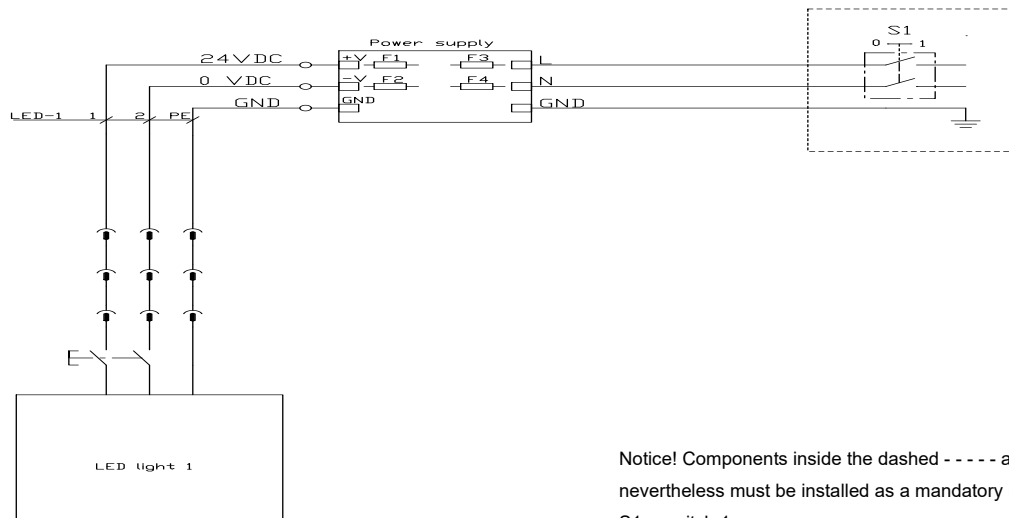 S1
0 1
Power supply
24VDC +V F1 F3 L
0 VDC -V F2 F4 N
GND GND GND
LED-1 1 2 PE
LED light 1
Notice! Components inside the dashed - - - - - a
nevertheless must be installed as a mandatory